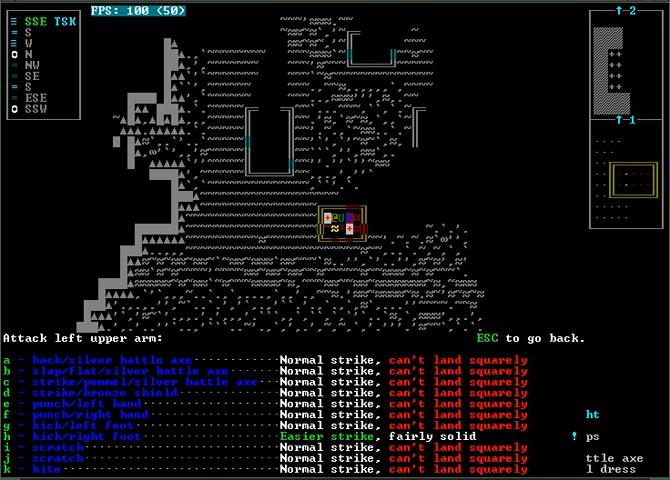 FPS: 100 (50)
SSE TSK
S
W
N
NW
SE
S
ESE
SSW
2
1
Attack left upper arm: ESC to go back.
a - hack/silver battle axe Normal strike, can't land squarely
b - slap/flat/silver battle axe Normal strike, can't land squarely
c - strike/pommel/silver battle axe Normal strike, can't land squarely
d - strike/bronze shield Normal strike, can't land squarely
e - punch/left hand Normal strike, can't land squarely
f - punch/right hand Normal strike, can't land squarely ht
g - kick/left foot Normal strike, can't land squarely
h - kick/right foot Easier strike, fairly solid ! ps
i - scratch Normal strike, can't land squarely
j - scratch Normal strike, can't land squarely ttle axe
k - bite Normal strike, can't land squarely l dress